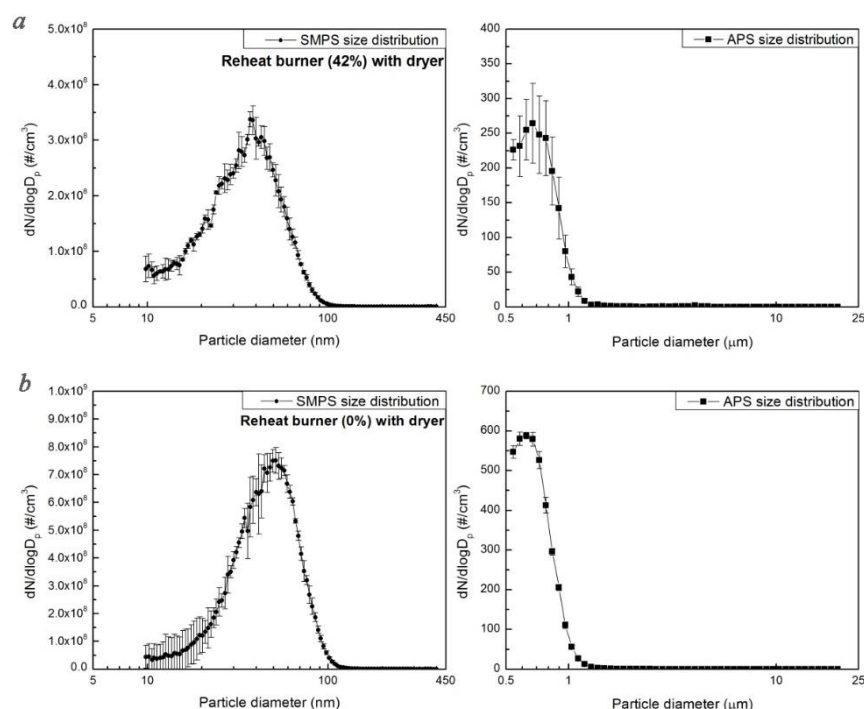 a
SMPS size distribution
Reheat burner (42%) with dryer
5.0x10⁸
4.0x10⁸
3.0x10⁸
2.0x10⁸
1.0x10⁸
0.0
dN/dlogDₚ (#/cm³)
5
10
100
450
Particle diameter (nm)
APS size distribution
400
350
300
250
200
150
100
50
0
dN/dlogDₚ (#/cm³)
0.5
1
10
25
Particle diameter (μm)
b
SMPS size distribution
Reheat burner (0%) with dryer
1.0x10⁹
9.0x10⁸
8.0x10⁸
7.0x10⁸
6.0x10⁸
5.0x10⁸
4.0x10⁸
3.0x10⁸
2.0x10⁸
1.0x10⁸
0.0
dN/dlogDₚ (#/cm³)
5
10
100
450
Particle diameter (nm)
APS size distribution
700
600
500
400
300
200
100
0
dN/dlogDₚ (#/cm³)
0.5
1
10
25
Particle diameter (μm)